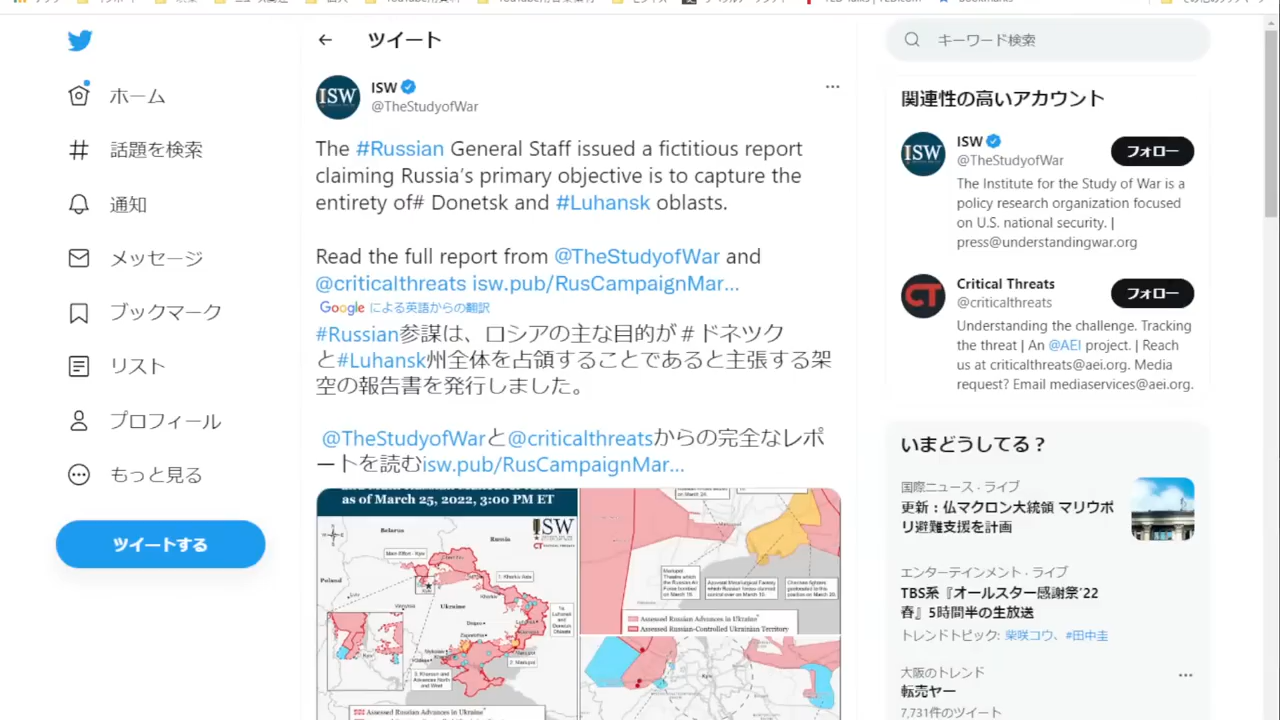 ツイート
ISW
@TheStudyofWar
The #Russian General Staff issued a fictitious report
claiming Russia's primary objective is to capture the
entirety of# Donetsk and #Luhansk oblasts.
Read the full report from @TheStudyofWar and
@criticalthreats isw.pub/RusCampaignMar...
Google による英語からの翻訳
#Russian参謀は、ロシアの主な目的が＃ドネツク
と#Luhansk州全体を占領することであると主張する架
空の報告書を発行しました。
@TheStudyofWarと@criticalthreatsからの完全なレポ
ートを読むisw.pub/RusCampaignMar...
as of March 25, 2022, 3:00 PM ET
ISW
Belarus
Russia
Poland
Ukraine
Assessed Russian Advances in Ukraine
Assessed Russian Advances in Ukraine
Assessed Russian-Controlled Ukrainian Territory
ホーム
話題を検索
通知
メッセージ
ブックマーク
リスト
プロフィール
もっと見る
ツイートする
キーワード検索
関連性の高いアカウント
ISW
ISW
@TheStudyofWar
フォロー
The Institute for the Study of War is a
policy research organization focused
on U.S. national security. |
press@understandingwar.org
CT
Critical Threats
@criticalthreats
フォロー
Understanding the challenge. Tracking
the threat | An @AEI project. | Reach
us at criticalthreats@aei.org. Media
request? Email mediaservices@aei.org.
いまどうしてる？
国際ニュース · ライブ
更新：仏マクロン大統領 マリウポ
リ避難支援を計画
エンターテインメント · ライブ
TBS系『オールスター感謝祭'22
春』5時間半の生放送
トレンドトピック: 柴咲コウ、#田中圭
大阪のトレンド
転売ヤー
7,731件のツイート